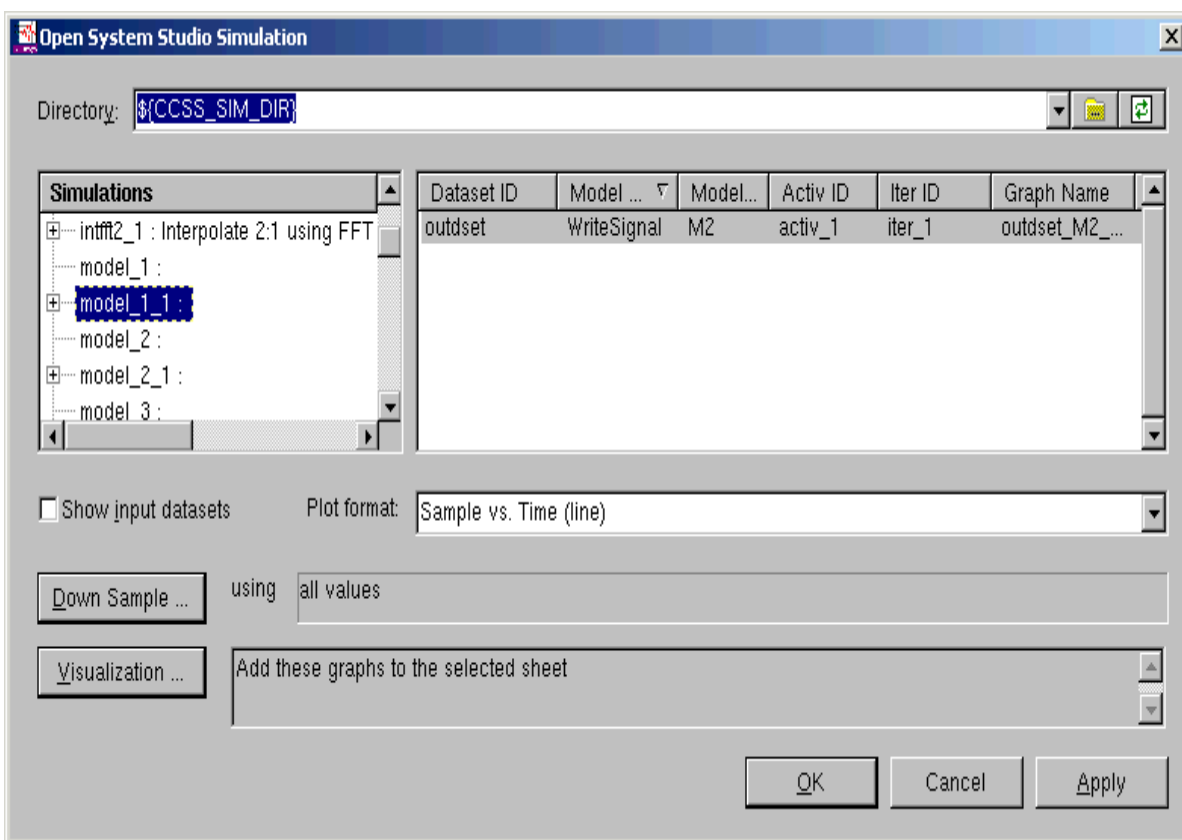 Open System Studio Simulation
Directory: ${CCSS_SIM_DIR}
Simulations
intfft2_1 : Interpolate 2:1 using FFT
model_1 :
model_1_1 :
model_2 :
model_2_1 :
model_3 :
Dataset ID Model ... Model... Activ ID Iter ID Graph Name
outdset WriteSignal M2 activ_1 iter_1 outdset_M2_...
Show input datasets Plot format: Sample vs. Time (line)
Down Sample ... using all values
Visualization ... Add these graphs to the selected sheet
OK Cancel Apply